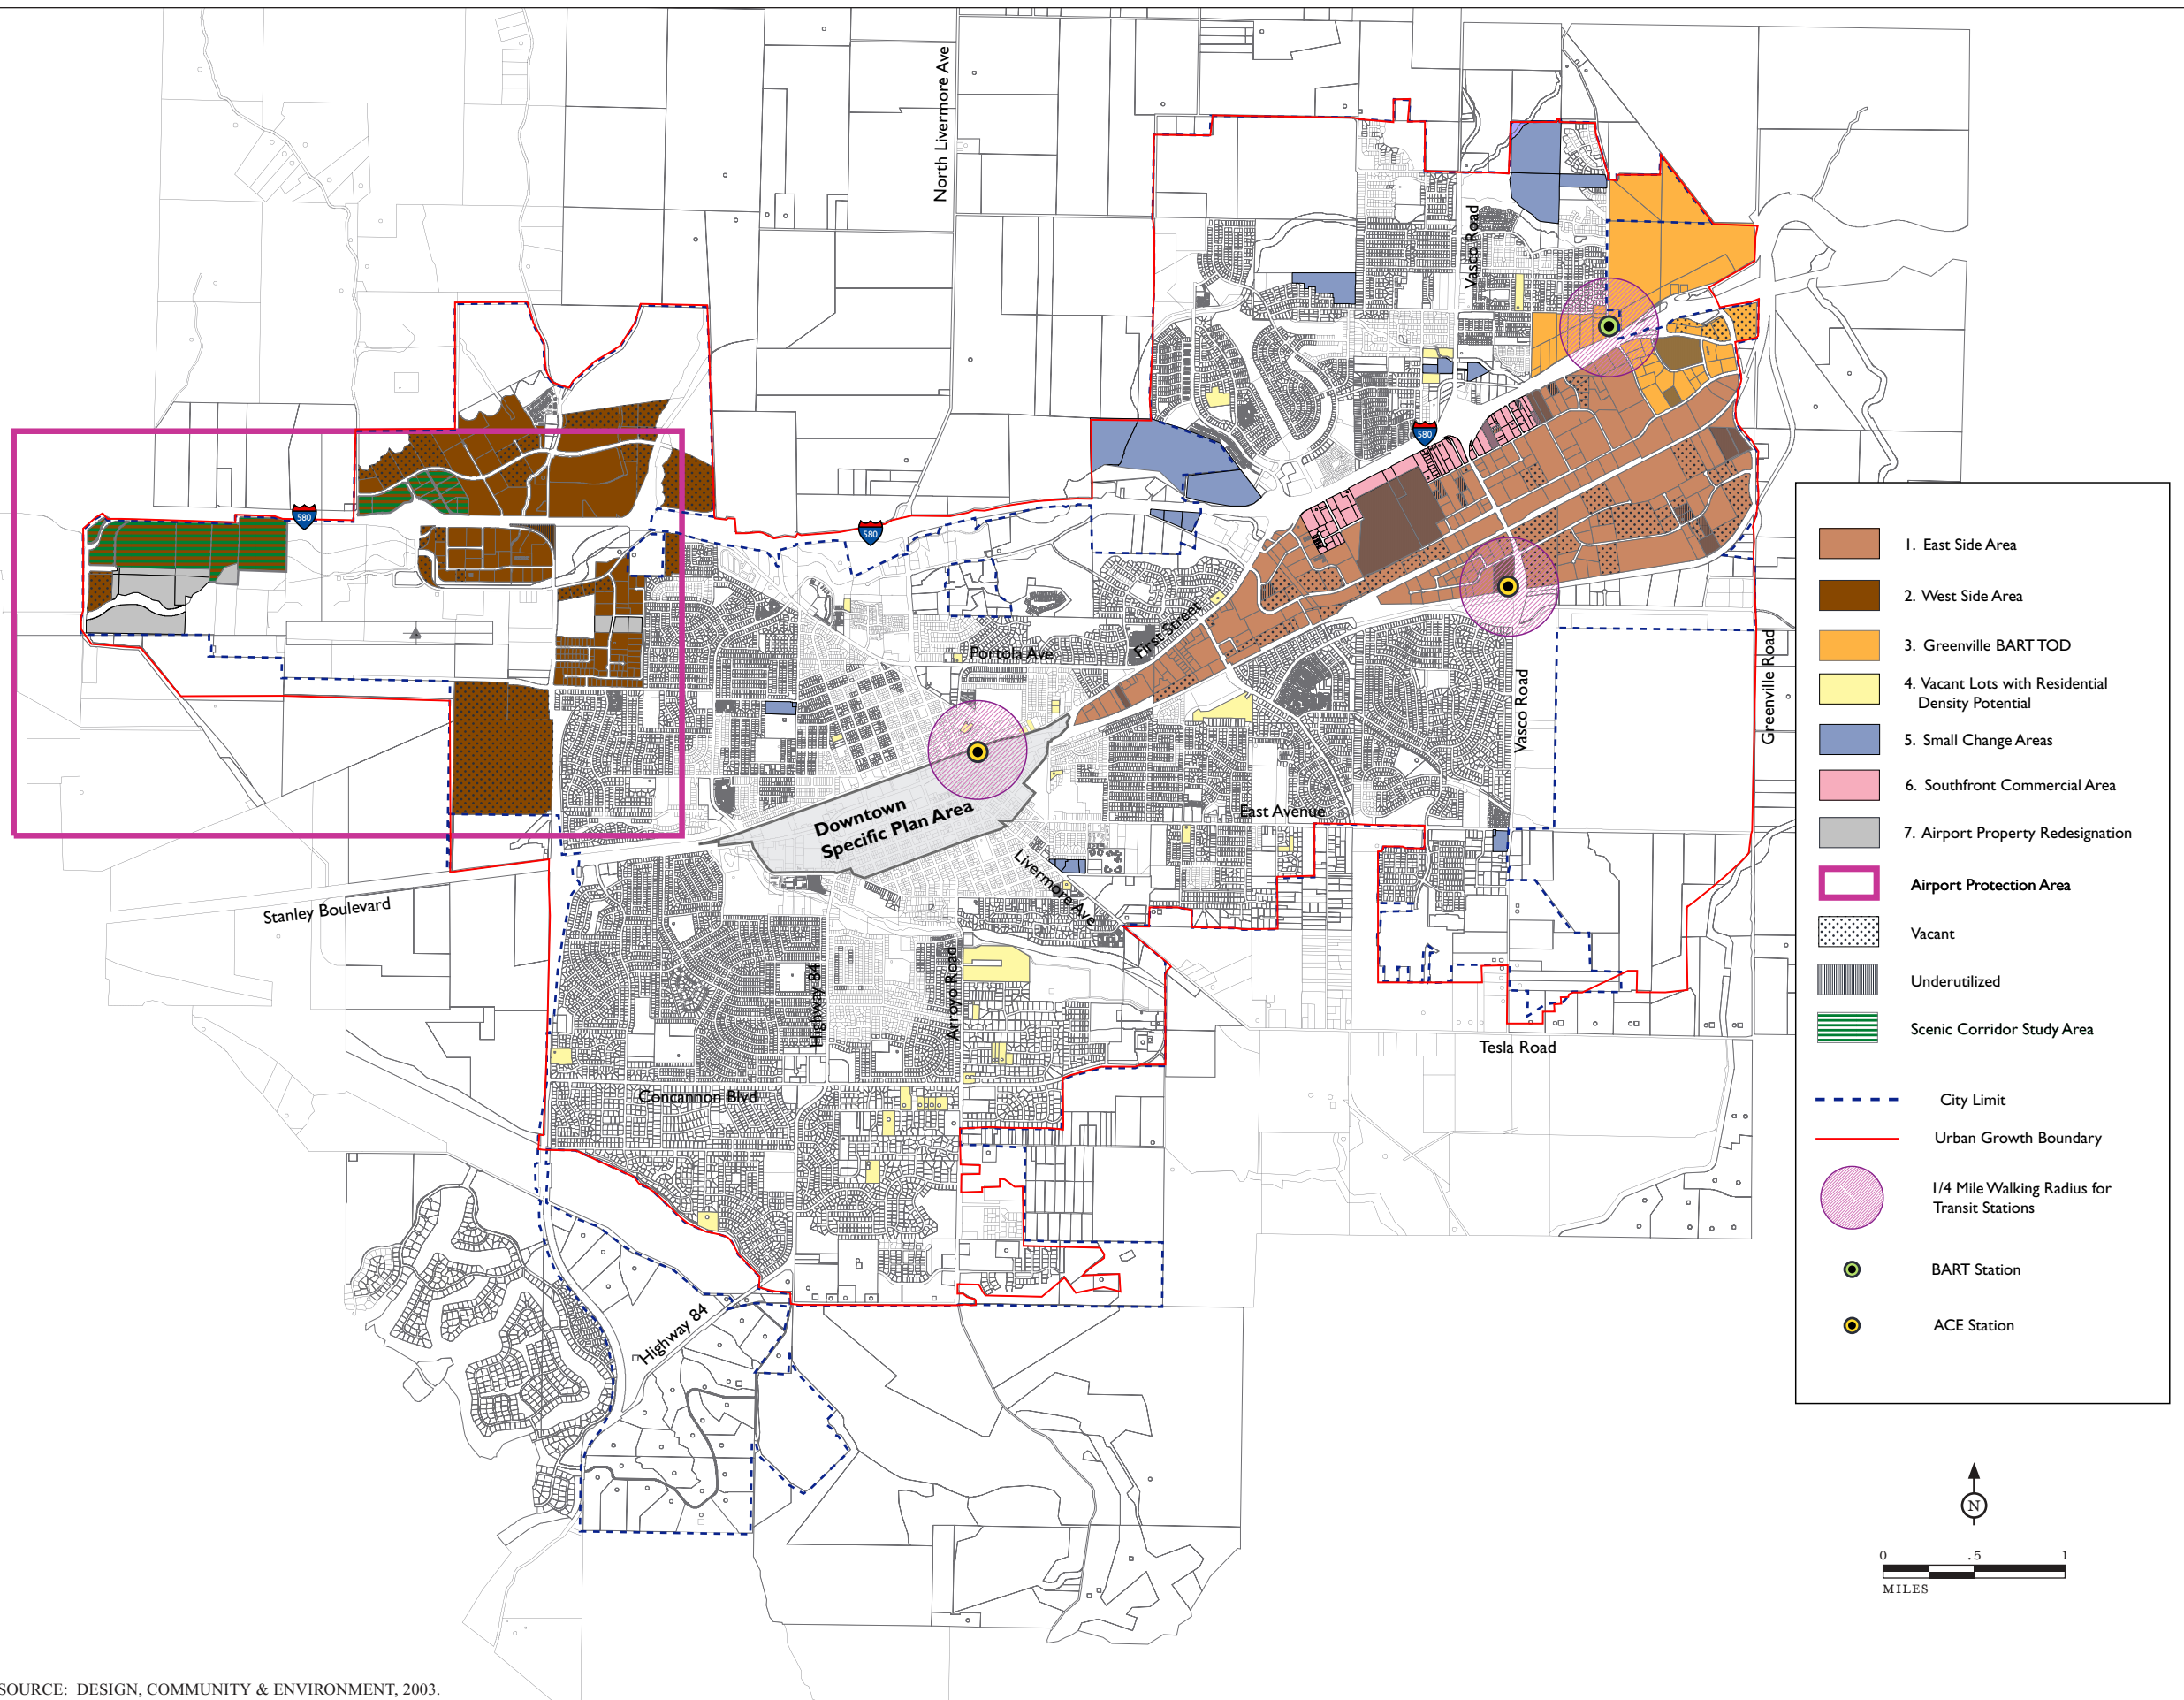 North Livermore Ave
Vasco Road
580
580
580
First Street
Portola Ave
Vasco Road
Greenville Road
Downtown
Specific Plan Area
East Avenue
Livermore Ave
Stanley Boulevard
Highway 84
Arroyo Road
Tesla Road
Concannon Blvd
Highway 84
1. East Side Area
2. West Side Area
3. Greenville BART TOD
4. Vacant Lots with Residential
Density Potential
5. Small Change Areas
6. Southfront Commercial Area
7. Airport Property Redesignation
Airport Protection Area
Vacant
Underutilized
Scenic Corridor Study Area
City Limit
Urban Growth Boundary
1/4 Mile Walking Radius for
Transit Stations
BART Station
ACE Station
N
0 .5 1
MILES
SOURCE: DESIGN, COMMUNITY & ENVIRONMENT, 2003.